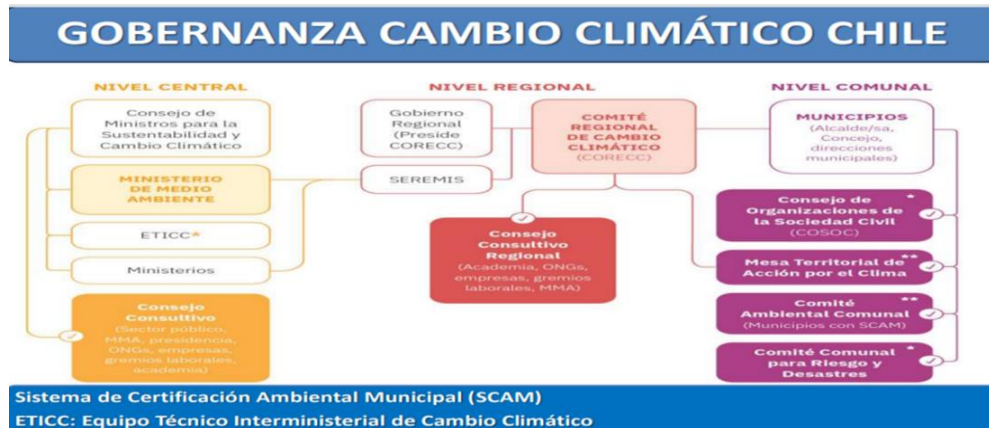 GOBERNANZA CAMBIO CLIMÁTICO CHILE
NIVEL CENTRAL
Consejo de
Ministros para la
Sustentabilidad y
Cambio Climático
MINISTERIO
DE MEDIO
AMBIENTE
ETICC*
Ministerios
Consejo
Consultivo
(Sector público,
MMA, presidencia,
ONGs, empresas,
gremios laborales,
academia)
NIVEL REGIONAL
Gobierno
Regional
(Preside
CORECC)
SEREMIS
COMITÉ
REGIONAL
DE CAMBIO
CLIMÁTICO
(CORECC)
Consejo
Consultivo
Regional
(Academia, ONGs,
empresas, gremios
laborales, MMA)
NIVEL COMUNAL
MUNICIPIOS
(Alcalde/sa,
Concejo,
direcciones
municipales)
Consejo de *
Organizaciones de
la Sociedad Civil
(COSOC)
Mesa Territorial de **
Acción por el Clima
Comité **
Ambiental Comunal
(Municipios con SCAM)
Comité Comunal *
para Riesgo y
Desastres
Sistema de Certificación Ambiental Municipal (SCAM)
ETICC: Equipo Técnico Interministerial de Cambio Climático